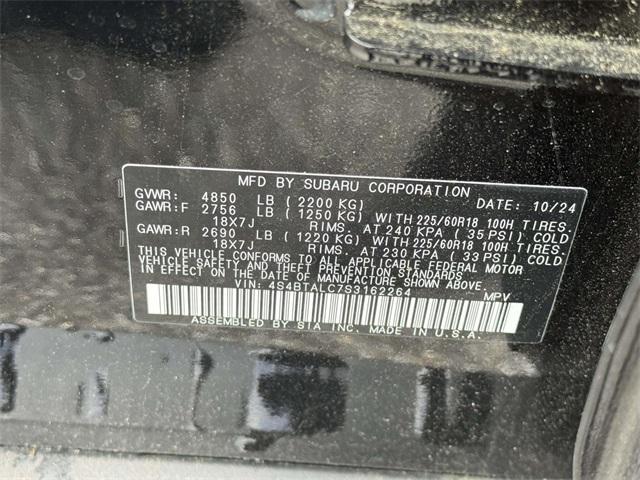 MFD BY SUBARU CORPORATION DATE: 10/24
GVWR: 4850 LB (2200 KG)
GAWR:F 2756 LB (1250 KG) WITH 225/60R18 100H TIRES,
18X7J RIMS, AT 240 KPA (35 PSI) COLD
GAWR:R 2690 LB (1220 KG) WITH 225/60R18 100H TIRES,
18X7J RIMS, AT 230 KPA (33 PSI) COLD
THIS VEHICLE CONFORMS TO ALL APPLICABLE FEDERAL MOTOR
VEHICLE SAFETY AND THEFT PREVENTION STANDARDS
IN EFFECT ON THE DATE OF MANUFACTURE SHOWN ABOVE.
VIN: 4S4BTALC7S3162264 MPV
ASSEMBLED BY SIA INC. MADE IN U.S.A.